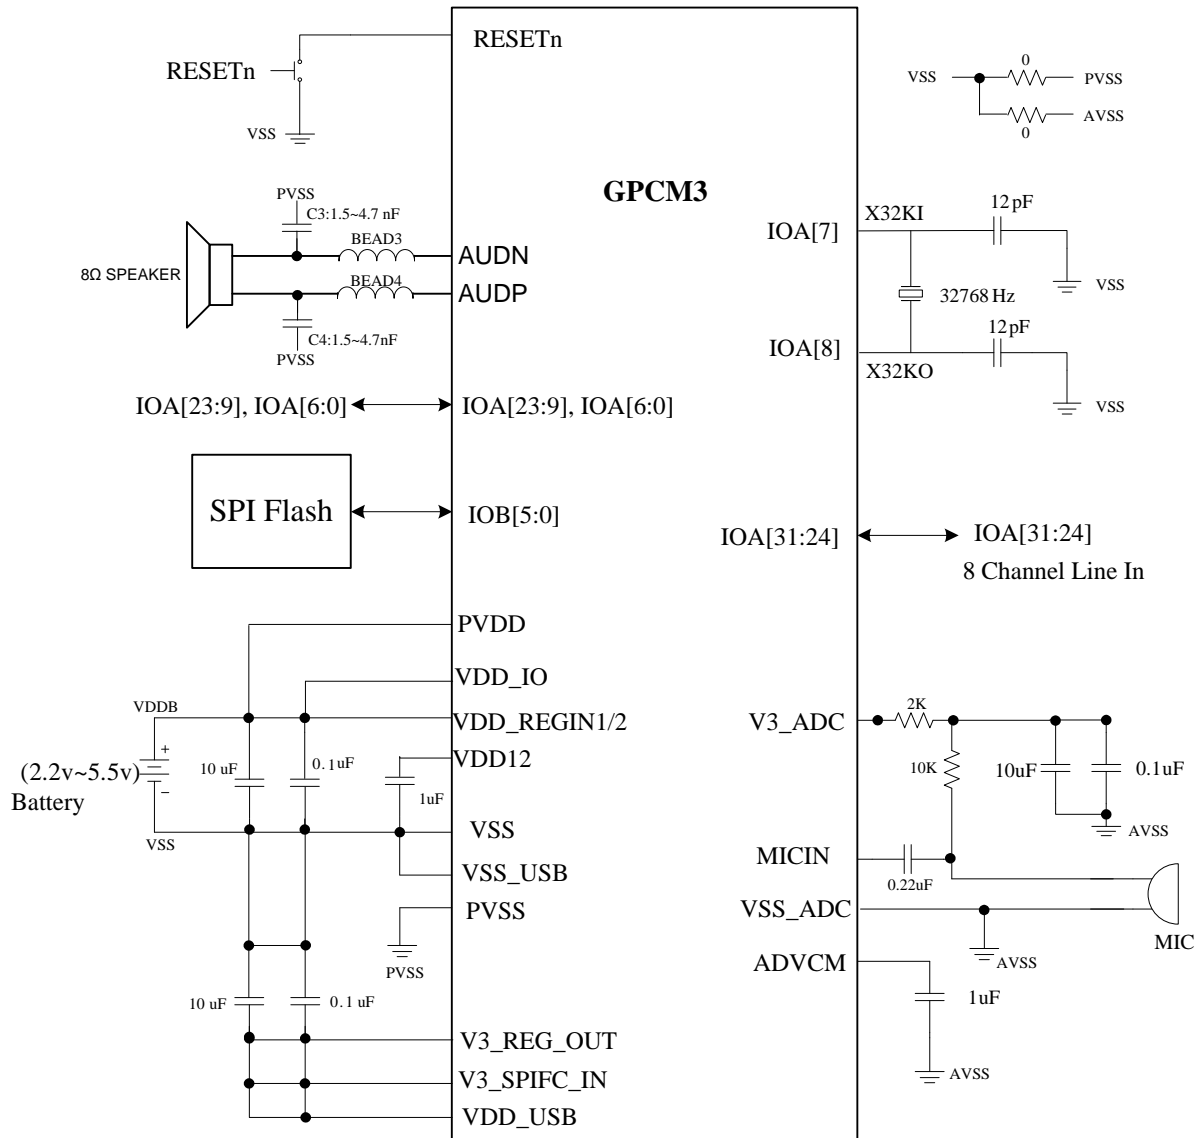 RESETn
RESETn
VSS
0
VSS
PVSS
AVSS
0
GPCM3
PVSS
C3:1.5~4.7 nF
BEAD3
AUDN
8Ω SPEAKER
BEAD4
AUDP
C4:1.5~4.7nF
PVSS
IOA[7]
X32KI
12pF
VSS
32768 Hz
12pF
IOA[8]
X32KO
VSS
IOA[23:9], IOA[6:0]
IOA[23:9], IOA[6:0]
SPI Flash
IOB[5:0]
IOA[31:24]
IOA[31:24]
8 Channel Line In
PVDD
VDD_IO
VDDB
VDD_REGIN1/2
+
(2.2v~5.5v)
Battery
−
10 uF
0.1uF
VDD12
1uF
VSS
VSS
VSS_USB
PVSS
PVSS
10 uF
0.1 uF
V3_REG_OUT
V3_SPIFC_IN
VDD_USB
V3_ADC
2K
10K
10uF
0.1uF
AVSS
MICIN
0.22uF
VSS_ADC
MIC
AVSS
ADVCM
1uF
AVSS